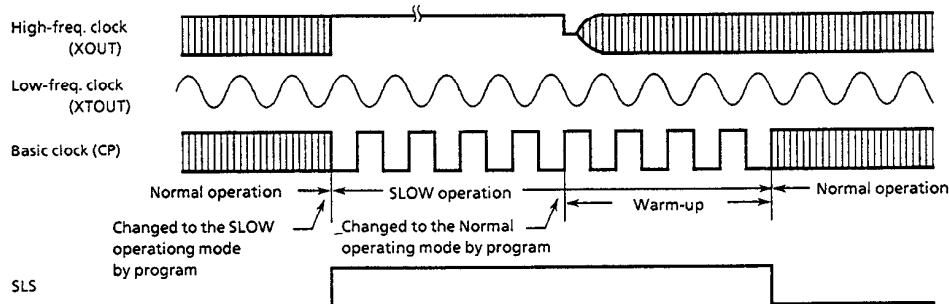 High-freq. clock
(XOUT)
Low-freq. clock
(XTOUT)
Basic clock (CP)
Normal operation
SLOW operation
Normal operation
Warm-up
Changed to the SLOW
operationg mode
by program
Changed to the Normal
operating mode by program
SLS